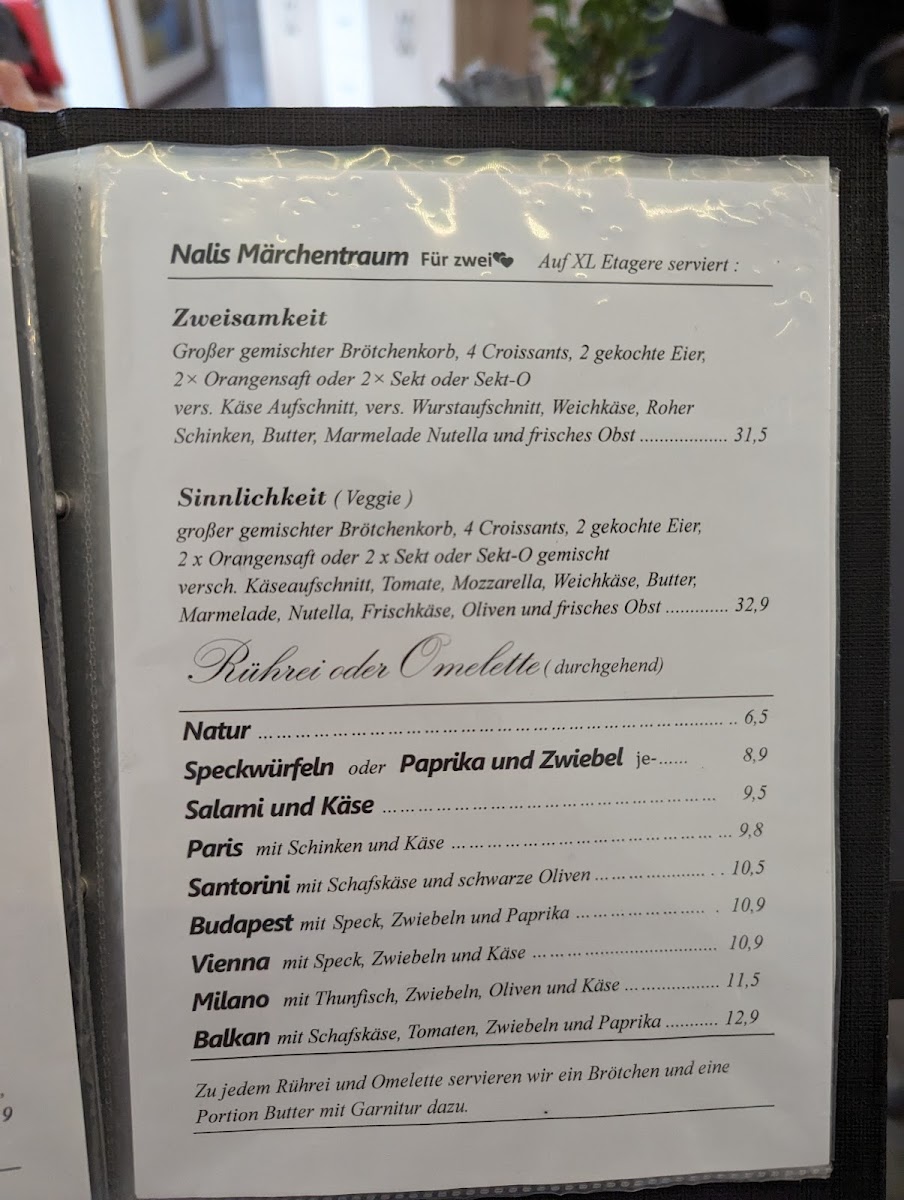 Nalis Märchentraum Für zwei Auf XL Etagere serviert :
Zweisamkeit
Großer gemischter Brötchenkorb, 4 Croissants, 2 gekochte Eier,
2× Orangensaft oder 2× Sekt oder Sekt-O
vers. Käse Aufschnitt, vers. Wurstaufschnitt, Weichkäse, Roher
Schinken, Butter, Marmelade Nutella und frisches Obst .................. 31,5
Sinnlichkeit ( Veggie )
großer gemischter Brötchenkorb, 4 Croissants, 2 gekochte Eier,
2 x Orangensaft oder 2 x Sekt oder Sekt-O gemischt
versch. Käseaufschnitt, Tomate, Mozzarella, Weichkäse, Butter,
Marmelade, Nutella, Frischkäse, Oliven und frisches Obst ............. 32,9
Rührei oder Omelette ( durchgehend)
Natur ........................................................................ 6,5
Speckwürfeln oder Paprika und Zwiebel je-...... 8,9
Salami und Käse ................................................... 9,5
Paris mit Schinken und Käse .......................................... 9,8
Santorini mit Schafskäse und schwarze Oliven ...................... . . 10,5
Budapest mit Speck, Zwiebeln und Paprika ........................ . 10,9
Vienna mit Speck, Zwiebeln und Käse ................................. 10,9
Milano mit Thunfisch, Zwiebeln, Oliven und Käse .................... 11,5
Balkan mit Schafskäse, Tomaten, Zwiebeln und Paprika ........... 12,9
Zu jedem Rührei und Omelette servieren wir ein Brötchen und eine
Portion Butter mit Garnitur dazu.
9